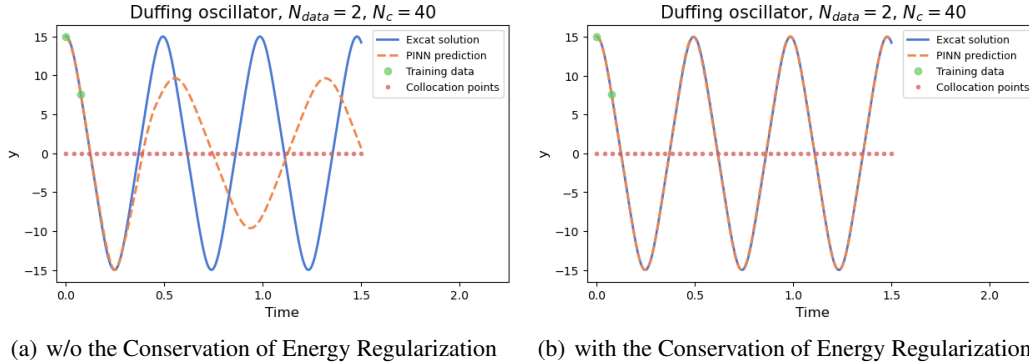 Duffing oscillator, N_data = 2, N_c = 40
Excat solution
PINN prediction
Training data
Collocation points
15
10
5
0
−5
−10
−15
y
0.0 0.5 1.0 1.5 2.0
Time
(a) w/o the Conservation of Energy Regularization
Duffing oscillator, N_data = 2, N_c = 40
Excat solution
PINN prediction
Training data
Collocation points
15
10
5
0
−5
−10
−15
y
0.0 0.5 1.0 1.5 2.0
Time
(b) with the Conservation of Energy Regularization